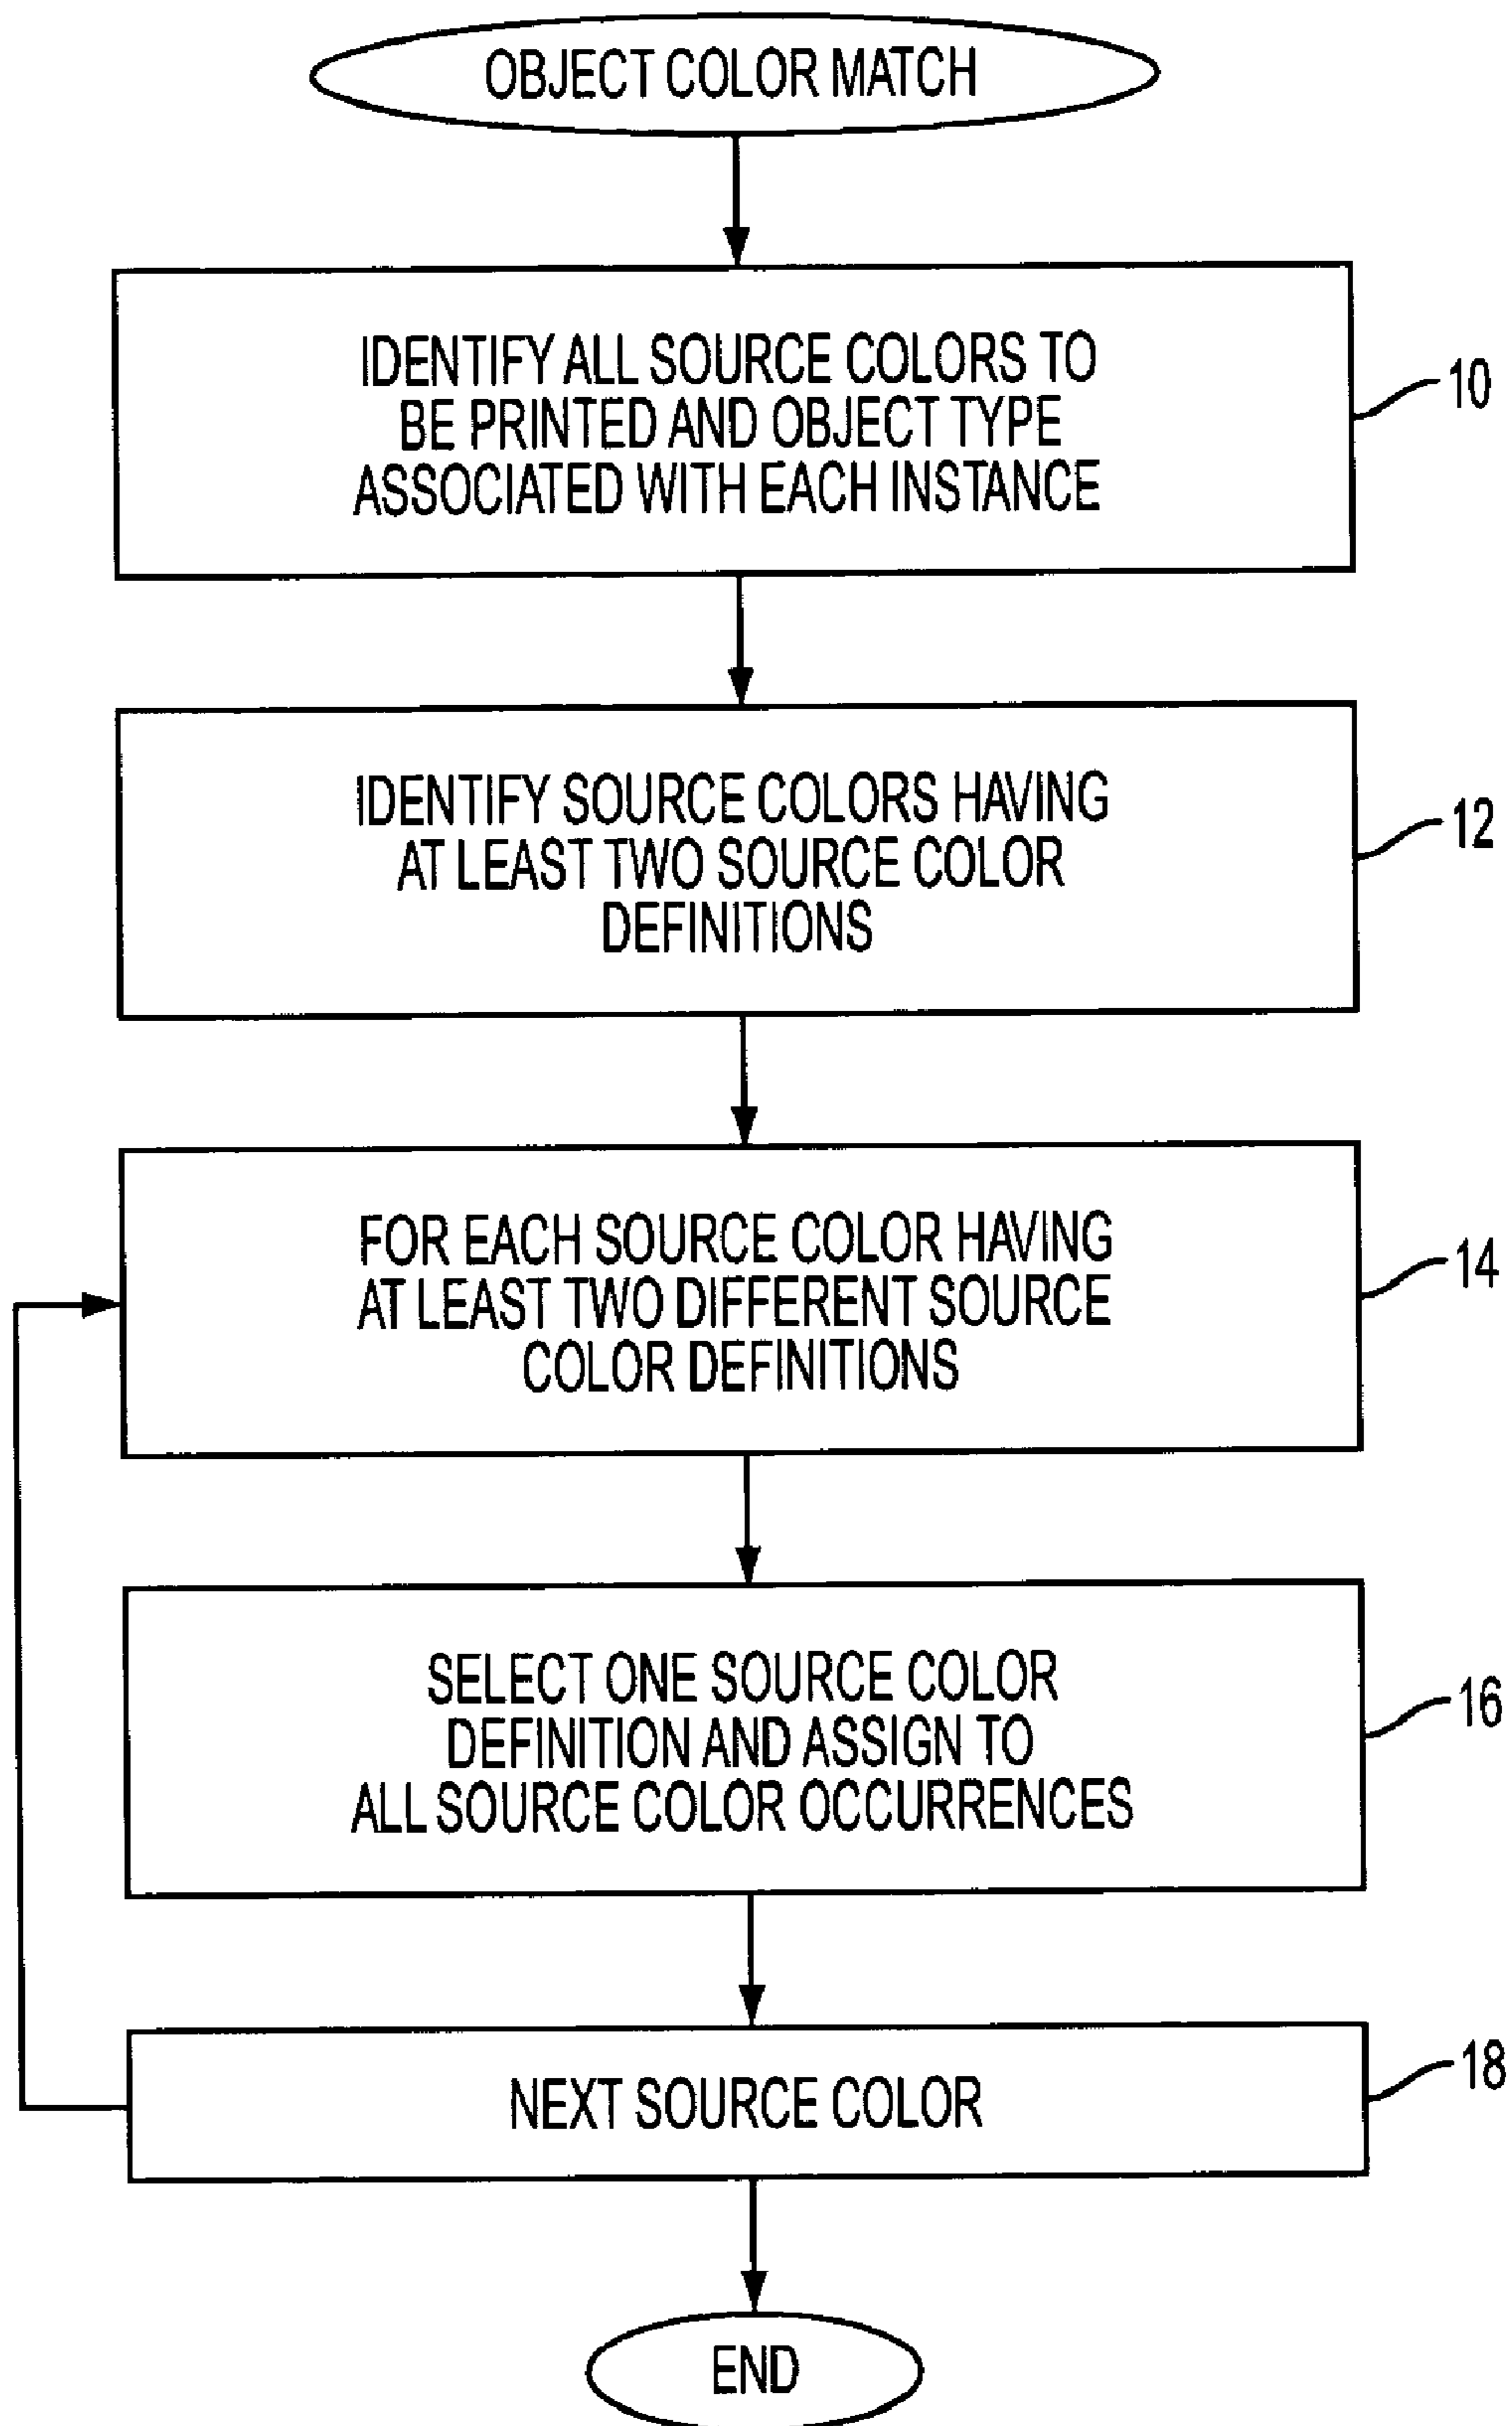 OBJECT COLOR MATCH
IDENTIFY ALL SOURCE COLORS TO
BE PRINTED AND OBJECT TYPE
ASSOCIATED WITH EACH INSTANCE
10
IDENTIFY SOURCE COLORS HAVING
AT LEAST TWO SOURCE COLOR
DEFINITIONS
12
FOR EACH SOURCE COLOR HAVING
AT LEAST TWO DIFFERENT SOURCE
COLOR DEFINITIONS
14
SELECT ONE SOURCE COLOR
DEFINITION AND ASSIGN TO
ALL SOURCE COLOR OCCURRENCES
16
NEXT SOURCE COLOR
18
END